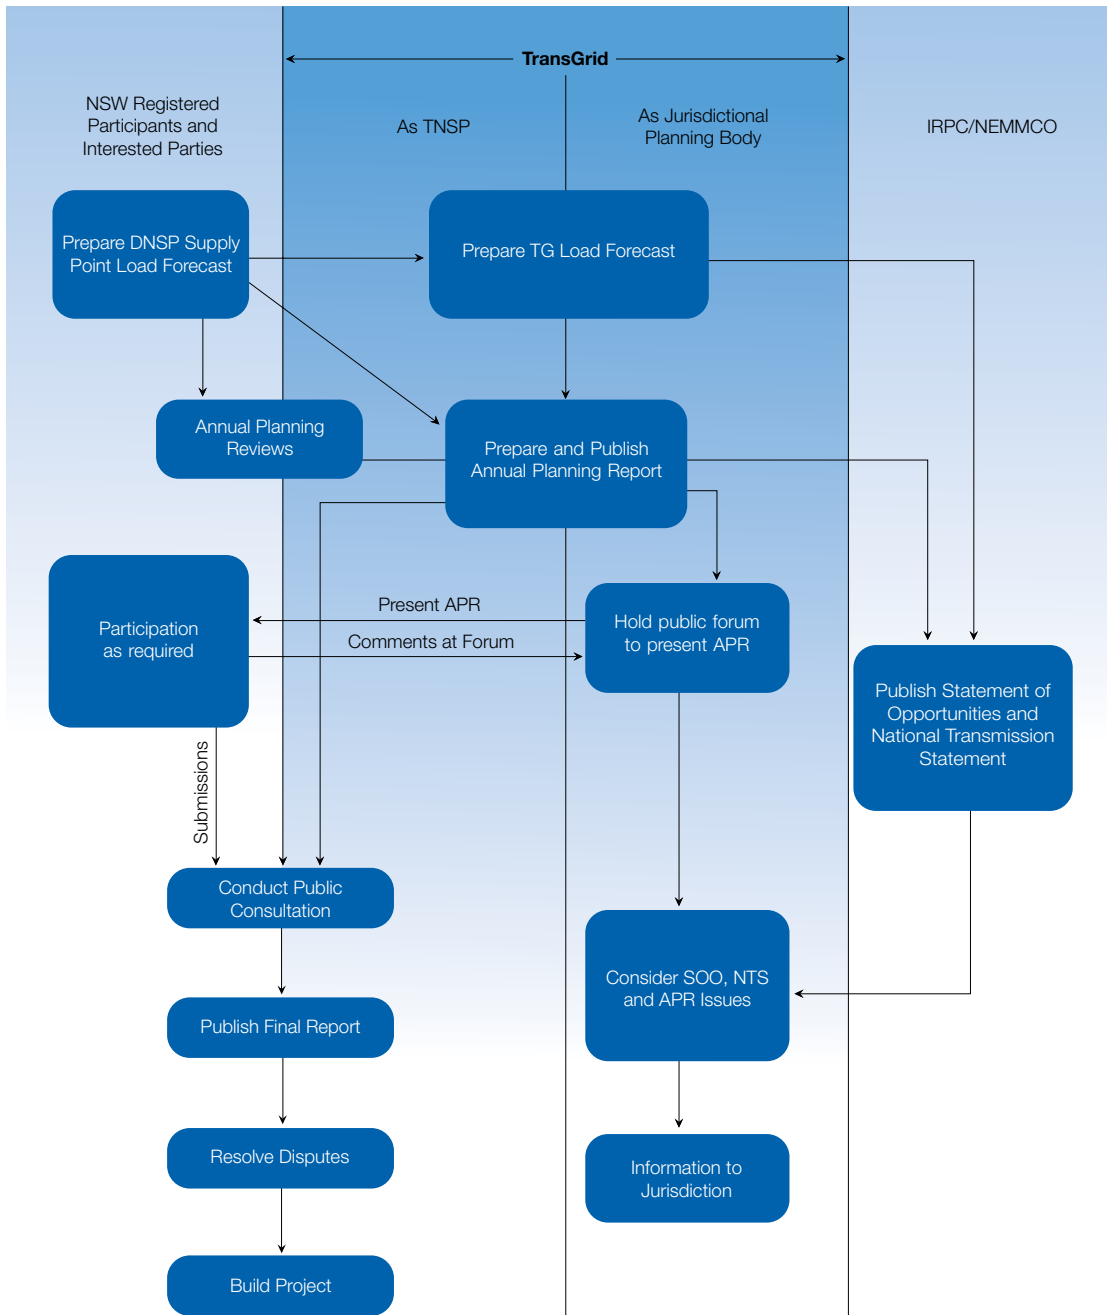 TransGrid
NSW Registered
Participants and
Interested Parties
As TNSP
As Jurisdictional
Planning Body
IRPC/NEMMCO
Prepare DNSP Supply
Point Load Forecast
Prepare TG Load Forecast
Annual Planning
Reviews
Prepare and Publish
Annual Planning Report
Participation
as required
Present APR
Comments at Forum
Hold public forum
to present APR
Publish Statement of
Opportunities and
National Transmission
Statement
Submissions
Conduct Public
Consultation
Consider SOO, NTS
and APR Issues
Publish Final Report
Resolve Disputes
Information to
Jurisdiction
Build Project